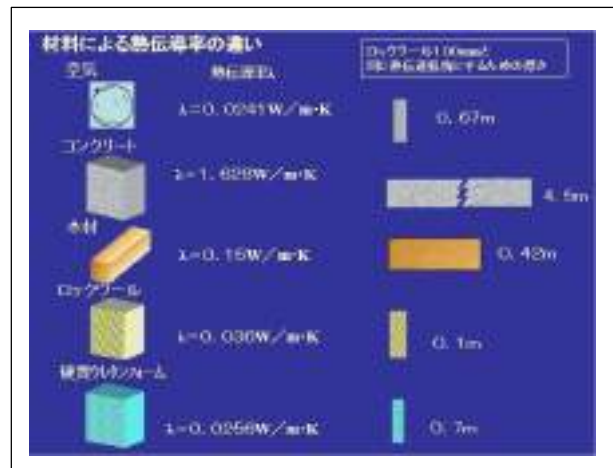 材料による熱伝導率の違い
ロックウール100mmと
同じ熱伝達抵抗にするための厚さ
空気
熱伝導率λ
λ=0.0241W/m・K
0.67m
コンクリート
λ=1.628W/m・K
4.5m
木材
λ=0.15W/m・K
0.42m
ロックウール
λ=0.036W/m・K
0.1m
硬質ウレタンフォーム
λ=0.0256W/m・K
0.7m